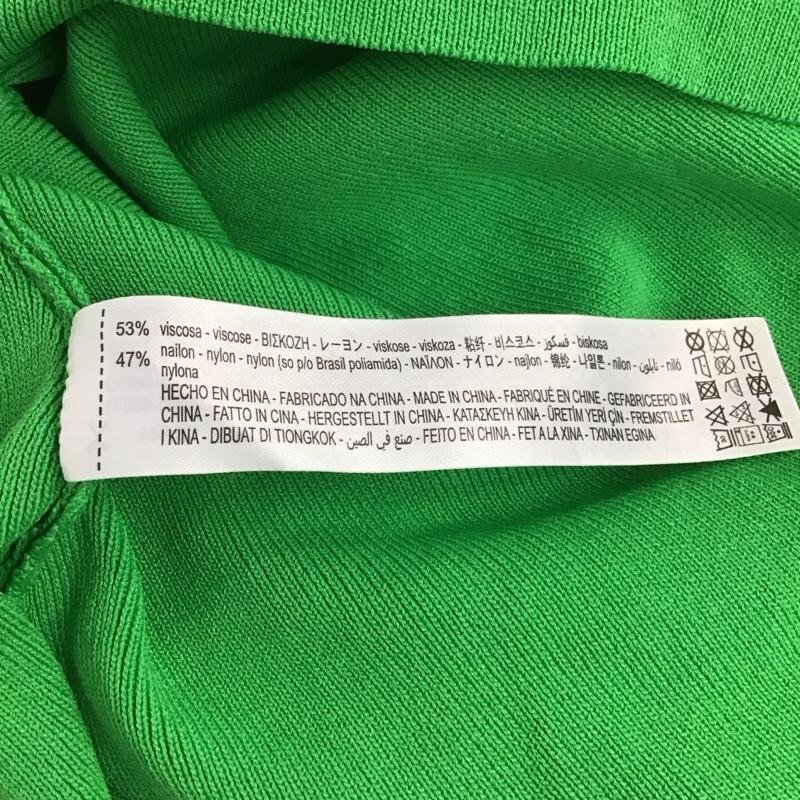 53% viscosa - viscose - ΒΙΣΚΟΖΗ - レーヨン - viskose - viskoza - 粘纤 - 비스코스 - فسكوز - biskosa
47% nailon - nylon - nylon (so p/o Brasil poliamida) - ΝΑΪΛΟΝ - ナイロン - najlon - 锦纶 - 나일론 - nilon - نايلون - niló
nylona
HECHO EN CHINA - FABRICADO NA CHINA - MADE IN CHINA - FABRIQUÉ EN CHINE - GEFABRICEERD IN
CHINA - FATTO IN CINA - HERGESTELLT IN CHINA - ΚΑΤΑΣΚΕΥΗ ΚΙΝΑ - ÜRETİM YERİ ÇİN - FREMSTILLET
I KINA - DIBUAT DI TIONGKOK - صنع في الصين - FEITO EN CHINA - FET A LA XINA - TXINAN EGINA